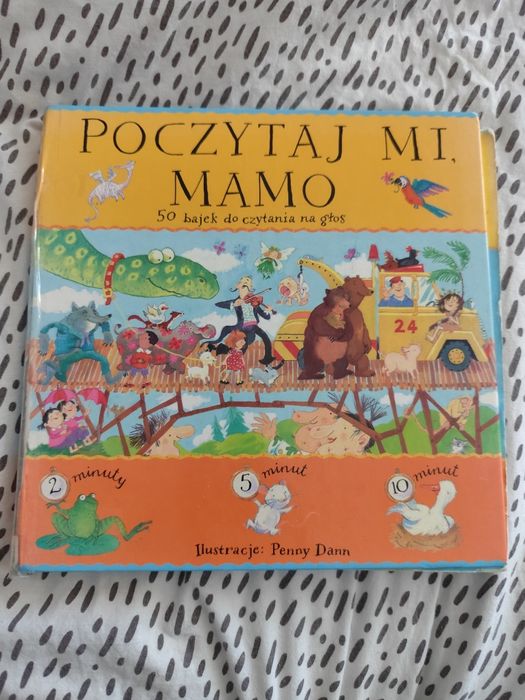 POCZYTAJ MI,
MAMO
50 bajek do czytania na głos
24
2 minuty
5 minut
10 minut
Ilustracje: Penny Dann